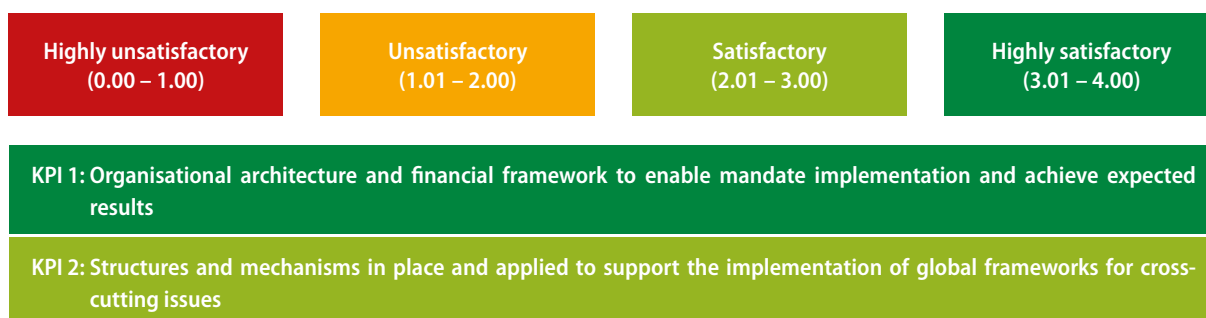 Highly unsatisfactory
(0.00 – 1.00)
Unsatisfactory
(1.01 – 2.00)
Satisfactory
(2.01 – 3.00)
Highly satisfactory
(3.01 – 4.00)
KPI 1: Organisational architecture and financial framework to enable mandate implementation and achieve expected
results
KPI 2: Structures and mechanisms in place and applied to support the implementation of global frameworks for cross-
cutting issues